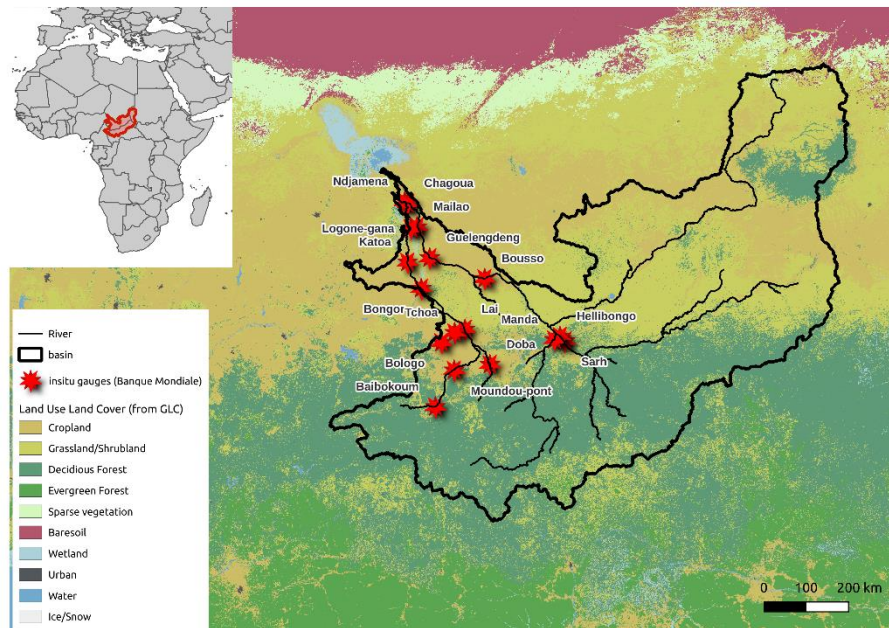 Ndjamena
Chagoua
Mailao
Logone-gana
Katoa
Guelengdeng
Bousso
Bongor
Tchoa
Lai
Manda
Hellibongo
Doba
Bologo
Sarh
Baibokoum
Moundou-pont
River
basin
insitu gauges (Banque Mondiale)
Land Use Land Cover (from GLC)
Cropland
Grassland/Shrubland
Decidious Forest
Evergreen Forest
Sparse vegetation
Baresoil
Wetland
Urban
Water
Ice/Snow
0 100 200 km